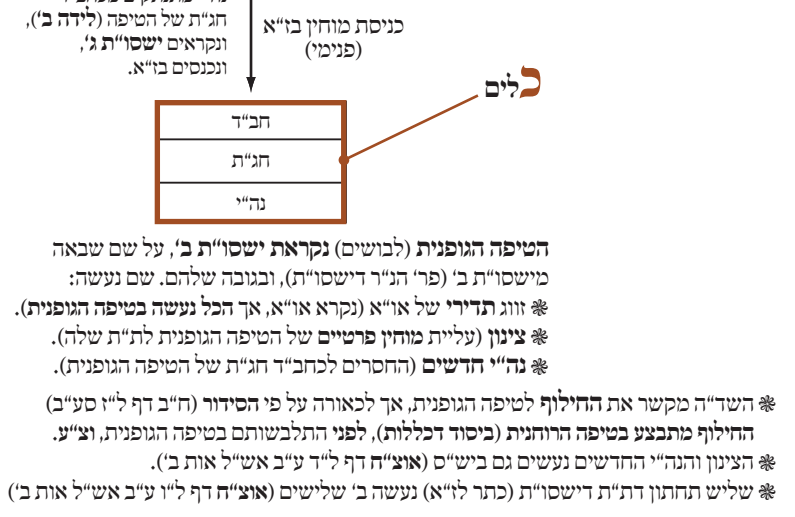 חג״ת של הטיפה (לידה ב׳),
ונקראים ישסו״ת ג׳,
ונכנסים בז״א.
כניסת מוחין בז״א
(פנימי)
כלים
חב״ד
חג״ת
נה״י
הטיפה הגופנית (לבושים) נקראת ישסו״ת ב׳, על שם שבאה
מישסו״ת ב׳ (פר׳ הנ״ר דישסו״ת), ובגובה שלהם. שם נעשה:
❃ זווג תדירי של או״א (נקרא או״א, אך הכל נעשה בטיפה הגופנית).
❃ צינון (עליית מוחין פרטיים של הטיפה הגופנית לת״ת שלה).
❃ נה״י חדשים (החסרים לכחב״ד חג״ת של הטיפה הגופנית).
❃ השד״ה מקשר את החילוף לטיפה הגופנית, אך לכאורה על פי הסידור (ח״ב דף ל״ז סע״ב)
החילוף מתבצע בטיפה הרוחנית (ביסוד דכללות), לפני התלבשותם בטיפה הגופנית, וצ״ע.
❃ הצינון והנה״י החדשים נעשים גם ביש״ס (אוצ״ח דף ל״ד ע״ב אש״ל אות ב׳).
❃ שליש תחתון דת״ת דישסו״ת (כתר לז״א) נעשה ב׳ שלישים (אוצ״ח דף ל״ו ע״ב אש״ל אות ב׳)